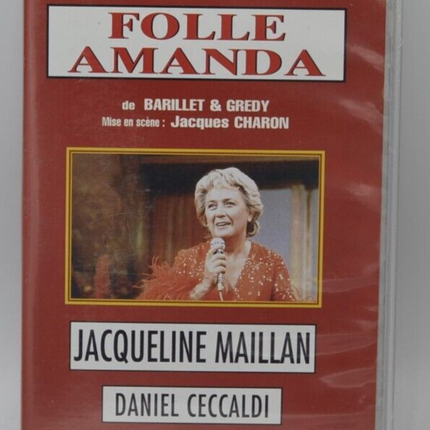 FOLLE
AMANDA
de BARILLET & GREDY
Mise en scène : Jacques CHARON
JACQUELINE MAILLAN
DANIEL CECCALDI